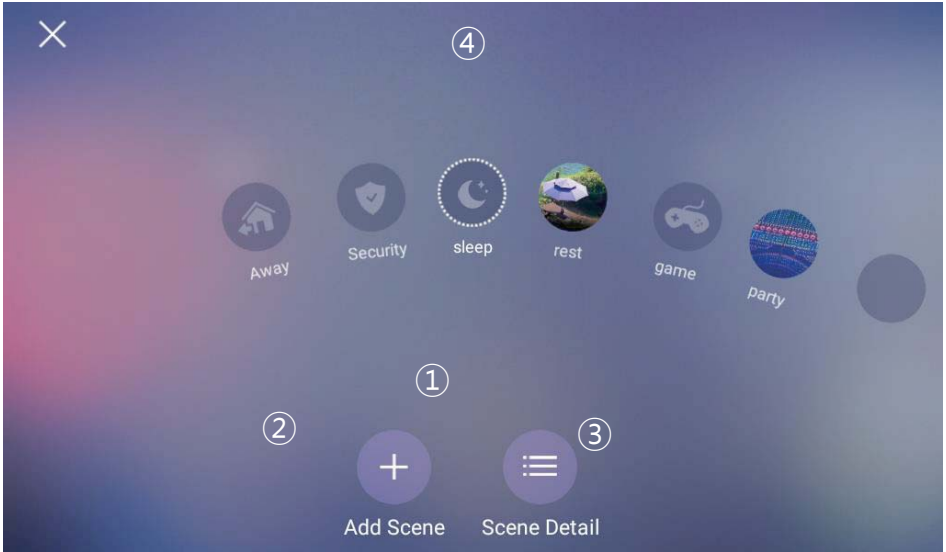 ④
Away
Security
sleep
rest
game
party
①
②
③
Add Scene
Scene Detail